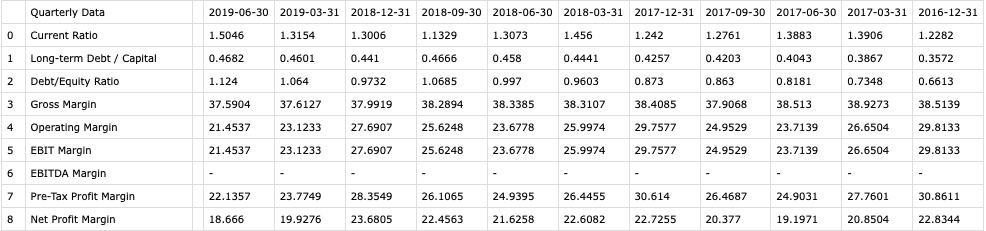 Quarterly Data 2019-06-30 2019-03-31 2018-12-31 2018-09-30 2018-06-30 2018-03-31 2017-12-31 2017-09-30 2017-06-30 2017-03-31 2016-12-31
0 Current Ratio 1.5046 1.3154 1.3006 1.1329 1.3073 1.456 1.242 1.2761 1.3883 1.3906 1.2282
1 Long-term Debt / Capital 0.4682 0.4601 0.441 0.4666 0.458 0.4441 0.4257 0.4203 0.4043 0.3867 0.3572
2 Debt/Equity Ratio 1.124 1.064 0.9732 1.0685 0.997 0.9603 0.873 0.863 0.8181 0.7348 0.6613
3 Gross Margin 37.5904 37.6127 37.9919 38.2894 38.3385 38.3107 38.4085 37.9068 38.513 38.9273 38.5139
4 Operating Margin 21.4537 23.1233 27.6907 25.6248 23.6778 25.9974 29.7577 24.9529 23.7139 26.6504 29.8133
5 EBIT Margin 21.4537 23.1233 27.6907 25.6248 23.6778 25.9974 29.7577 24.9529 23.7139 26.6504 29.8133
6 EBITDA Margin - - - - - - - - - - -
7 Pre-Tax Profit Margin 22.1357 23.7749 28.3549 26.1065 24.9395 26.4455 30.614 26.4687 24.9031 27.7601 30.8611
8 Net Profit Margin 18.666 19.9276 23.6805 22.4563 21.6258 22.6082 22.7255 20.377 19.1971 20.8504 22.8344